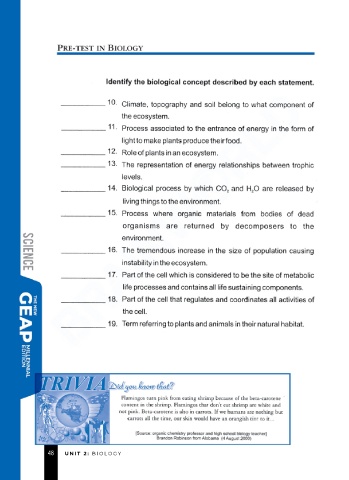 PRE-TEST IN BIOLOGY
Identify the biological concept described by each statement.
____________ 10. Climate, topography and soil belong to what component of
the ecosystem.
____________ 11. Process associated to the entrance of energy in the form of
light to make plants produce their food.
____________ 12. Role of plants in an ecosystem.
____________ 13. The representation of energy relationships between trophic
levels.
____________ 14. Biological process by which CO2 and H2O are released by
living things to the environment.
____________ 15. Process where organic materials from bodies of dead
organisms are returned by decomposers to the
environment.
____________ 16. The tremendous increase in the size of population causing
instability in the ecosystem.
____________ 17. Part of the cell which is considered to be the site of metabolic
life processes and contains all life sustaining components.
____________ 18. Part of the cell that regulates and coordinates all activities of
the cell.
____________ 19. Term referring to plants and animals in their natural habitat.
SCIENCE
THE NEW
GEAP
MILLENNIAL
EDITION
TRIVIA Did you know that?
Flamingos turn pink from eating shrimp because of the beta-carotene
content in the shrimp. Flamingos that don't eat shrimp are white and
not pink. Beta-carotene is also in carrots. If we humans ate nothing but
carrots all the time, our skin would have an orangish tint to it...
[Source: organic chemistry professor and high school biology teacher]
Brandon Robinson from Alabama (4 August 2000)
48 UNIT 2: BIOLOGY